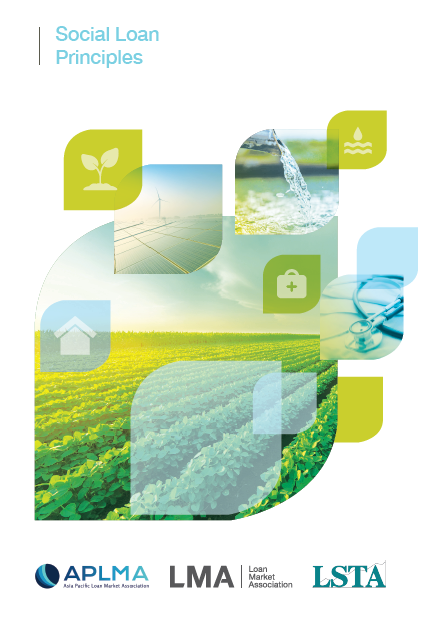 Social Loan
Principles
APLMA
Asia Pacific Loan Market Association
LMA
Loan
Market
Association
LSTA